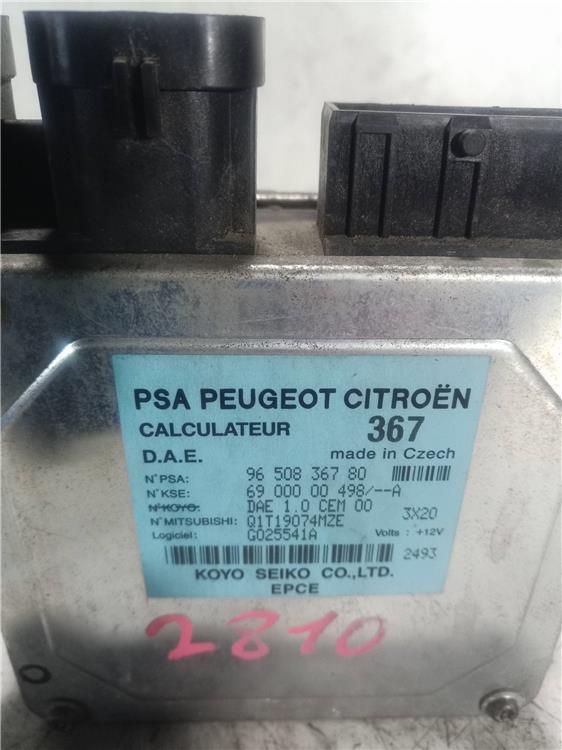 PSA PEUGEOT CITROËN
CALCULATEUR 367
D.A.E. made in Czech
N°PSA: 96 508 367 80
N°KSE: 69 000 00 498/--A
N°KOYO: DAE 1.0 CEM 00 3X20
N°MITSUBISHI: Q1T19074MZE
Logiciel: G025541A Volts : +12V
2493
KOYO SEIKO CO.,LTD.
EPCE
2810